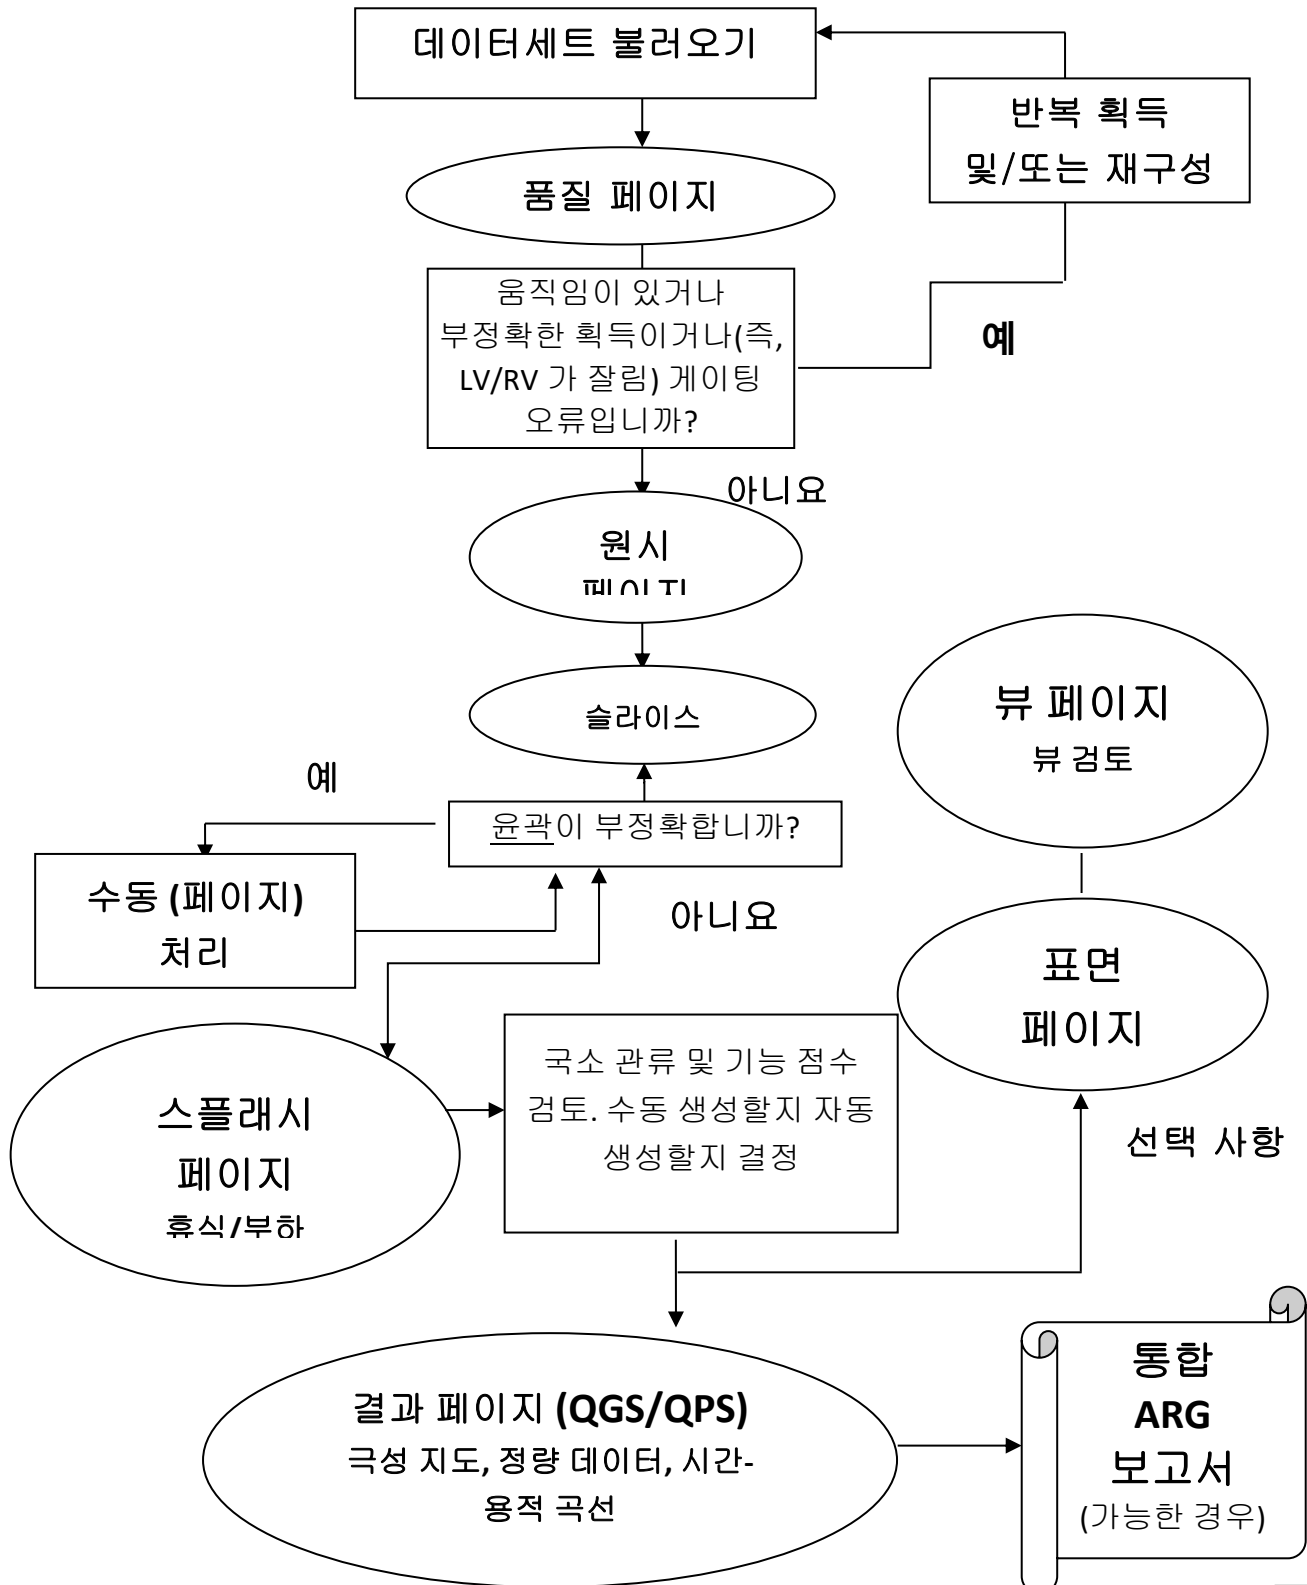 데이터세트 불러오기
반복 획득
및/또는 재구성
품질 페이지
움직임이 있거나
부정확한 획득이거나(즉,
LV/RV 가 잘림) 게이팅
오류입니까?
예
아니요
원시
페이지
슬라이스
뷰 페이지
뷰 검토
예
윤곽이 부정확합니까?
수동 (페이지)
처리
아니요
표면
페이지
국소 관류 및 기능 점수
검토. 수동 생성할지 자동
생성할지 결정
스플래시
페이지
휴식/부하
선택 사항
결과 페이지 (QGS/QPS)
극성 지도, 정량 데이터, 시간-
용적 곡선
통합
ARG
보고서
(가능한 경우)